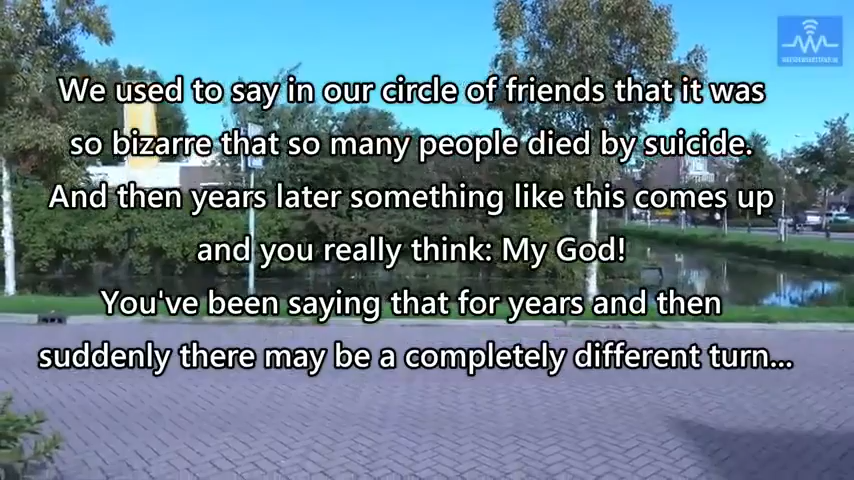 We used to say in our circle of friends that it was
so bizarre that so many people died by suicide.
And then years later something like this comes up
and you really think: My God!
You've been saying that for years and then
suddenly there may be a completely different turn...